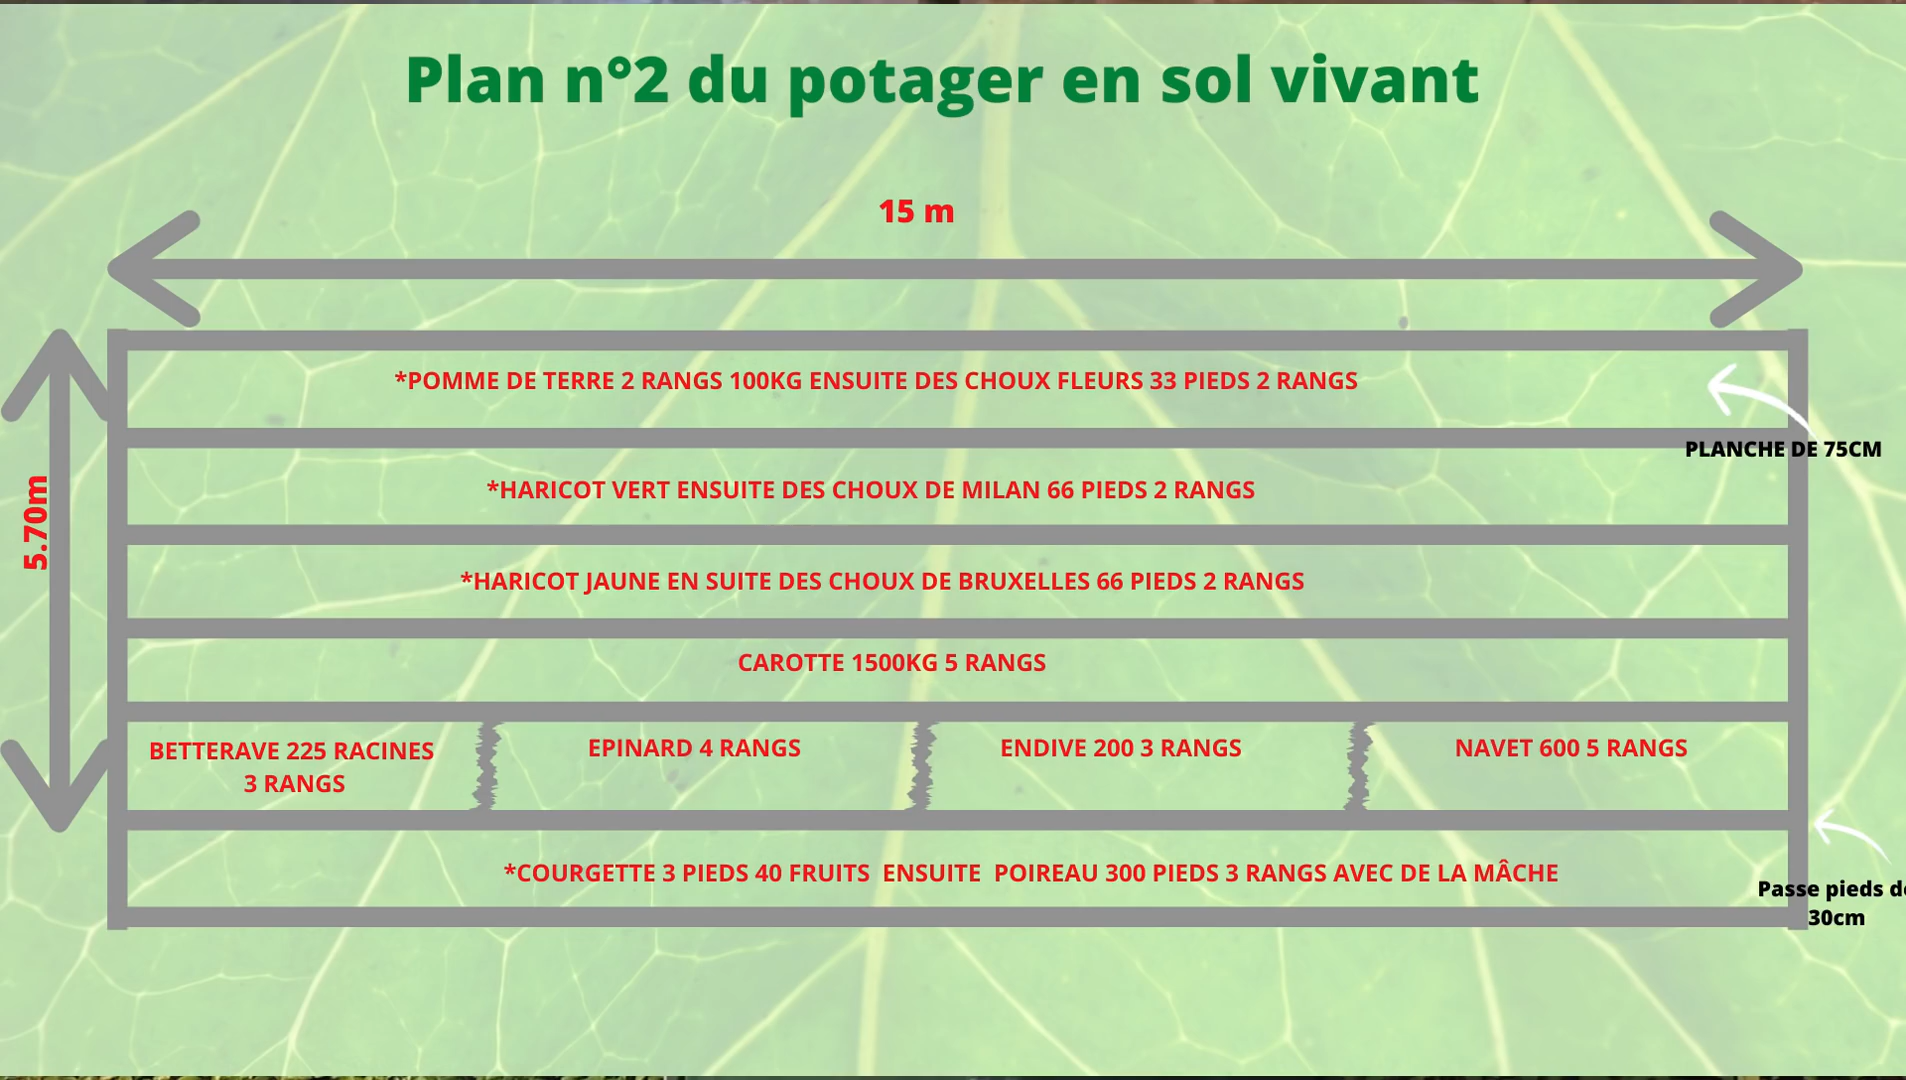 Plan n°2 du potager en sol vivant
15 m
5.70m
*POMME DE TERRE 2 RANGS 100KG ENSUITE DES CHOUX FLEURS 33 PIEDS 2 RANGS
PLANCHE DE 75CM
*HARICOT VERT ENSUITE DES CHOUX DE MILAN 66 PIEDS 2 RANGS
*HARICOT JAUNE EN SUITE DES CHOUX DE BRUXELLES 66 PIEDS 2 RANGS
CAROTTE 1500KG 5 RANGS
BETTERAVE 225 RACINES
3 RANGS
EPINARD 4 RANGS
ENDIVE 200 3 RANGS
NAVET 600 5 RANGS
*COURGETTE 3 PIEDS 40 FRUITS ENSUITE POIREAU 300 PIEDS 3 RANGS AVEC DE LA MÂCHE
Passe pieds de
30cm